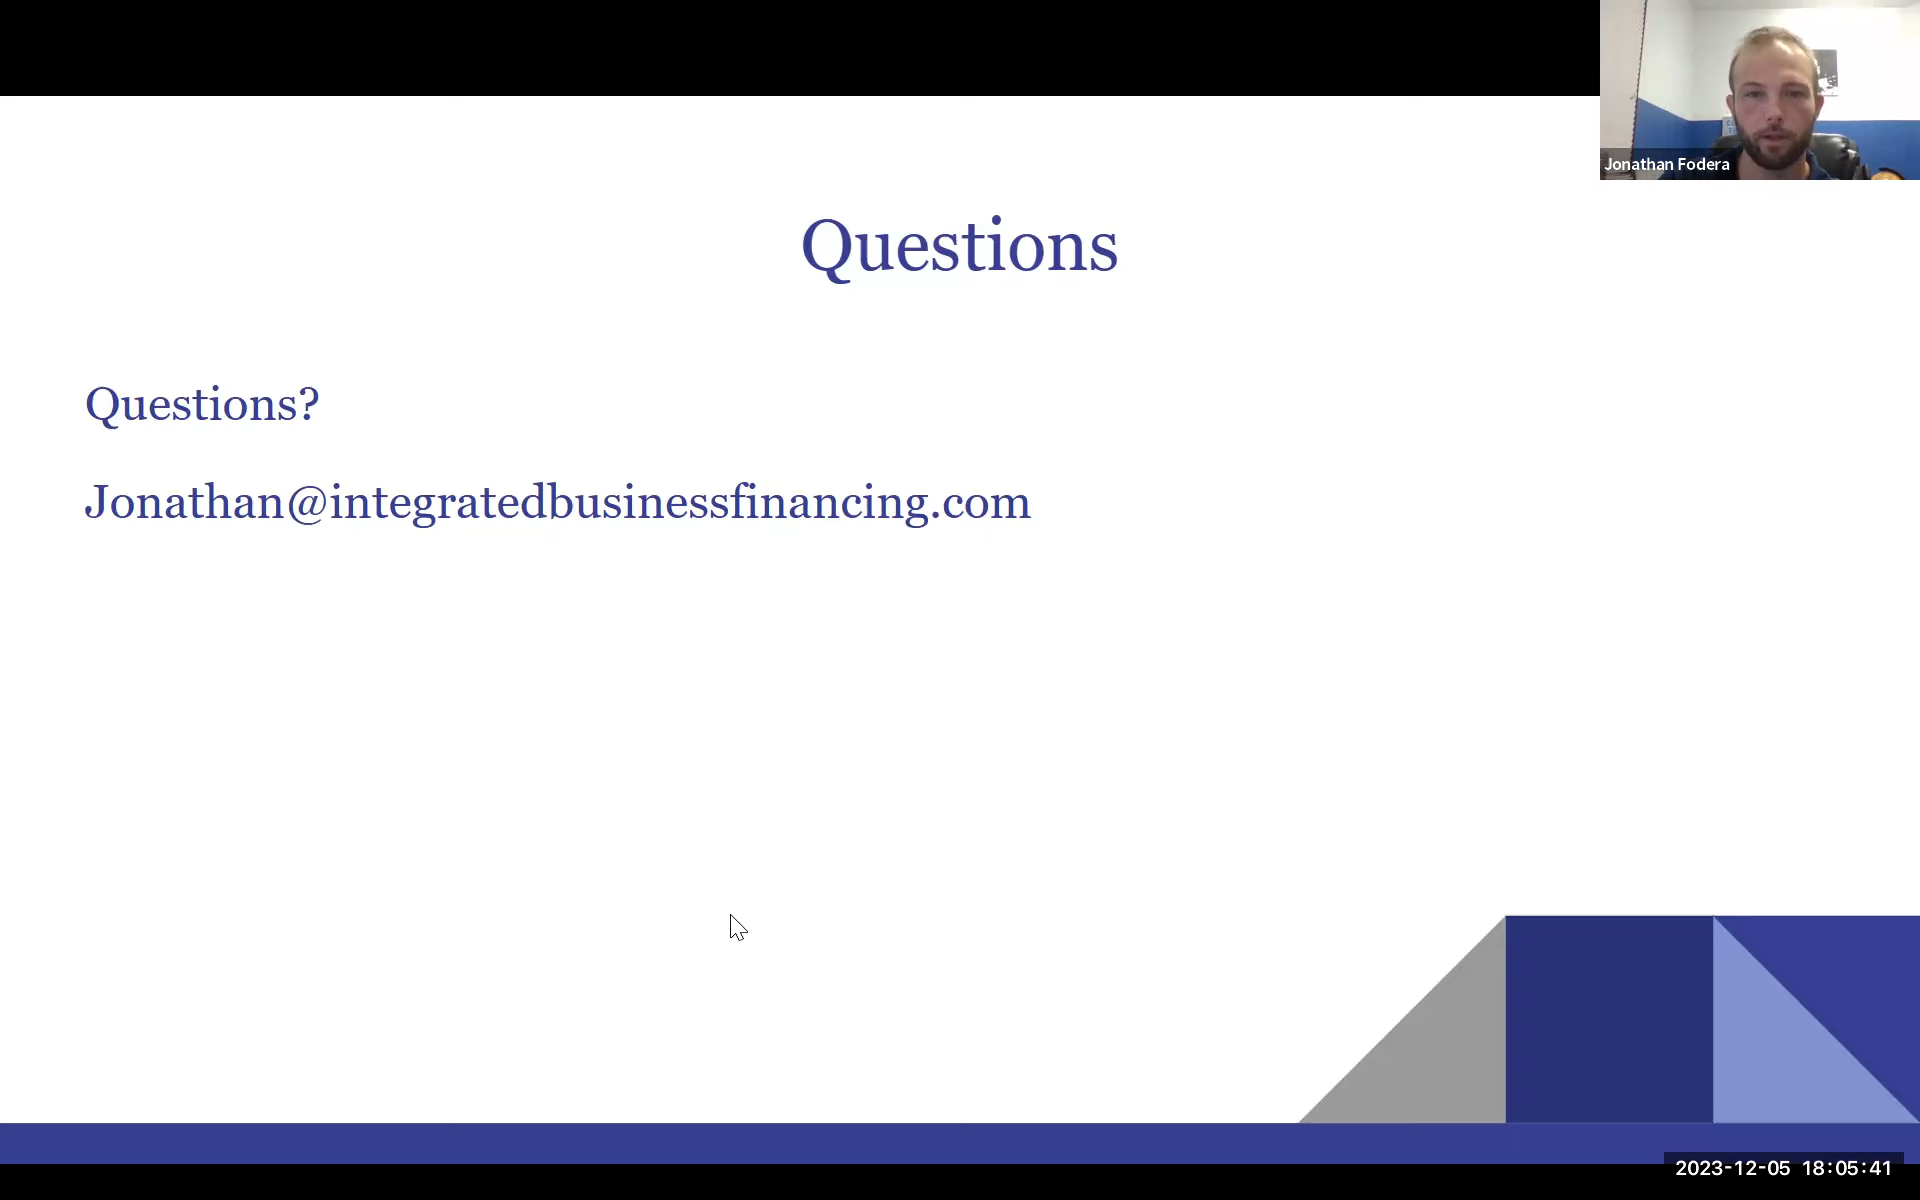 Jonathan Fodera
Questions
Questions?
Jonathan@integratedbusinessfinancing.com
2023-12-05 18:05:41